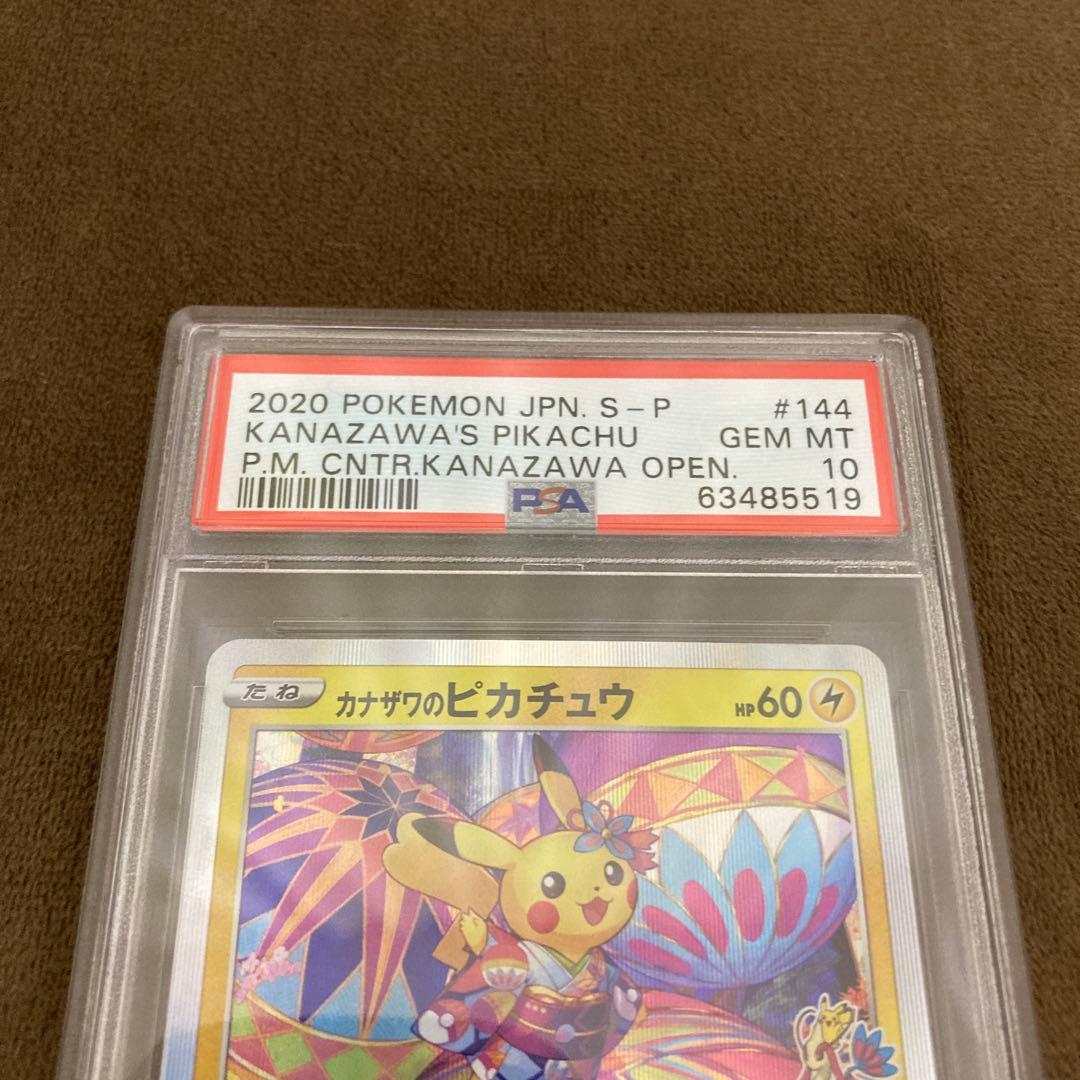 2020 POKEMON JPN. S-P #144
KANAZAWA'S PIKACHU GEM MT
P.M. CNTR.KANAZAWA OPEN. 10
PSA 63485519
たね カナザワのピカチュウ HP60